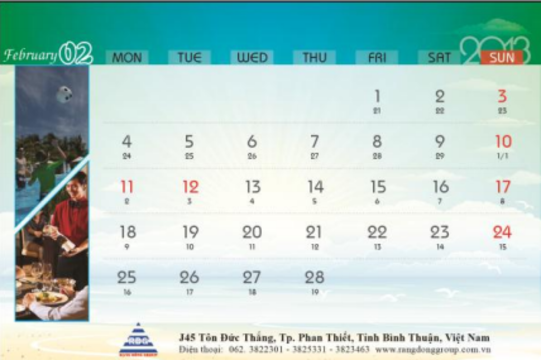 February 02
2013
MON TUE WED THU FRI SAT SUN
1 2 3
21 22 23
4 5 6 7 8 9 10
24 25 26 27 28 29 1/1
11 12 13 14 15 16 17
2 3 4 5 6 7 8
18 19 20 21 22 23 24
9 10 11 12 13 14 15
25 26 27 28
16 17 18 19
RDG
RANG DONG GROUP
J45 Tôn Đức Thắng, Tp. Phan Thiết, Tỉnh Bình Thuận, Việt Nam
Điện thoại: 062. 3822301 - 3825331 - 3823463 www.rangdonggroup.com.vn